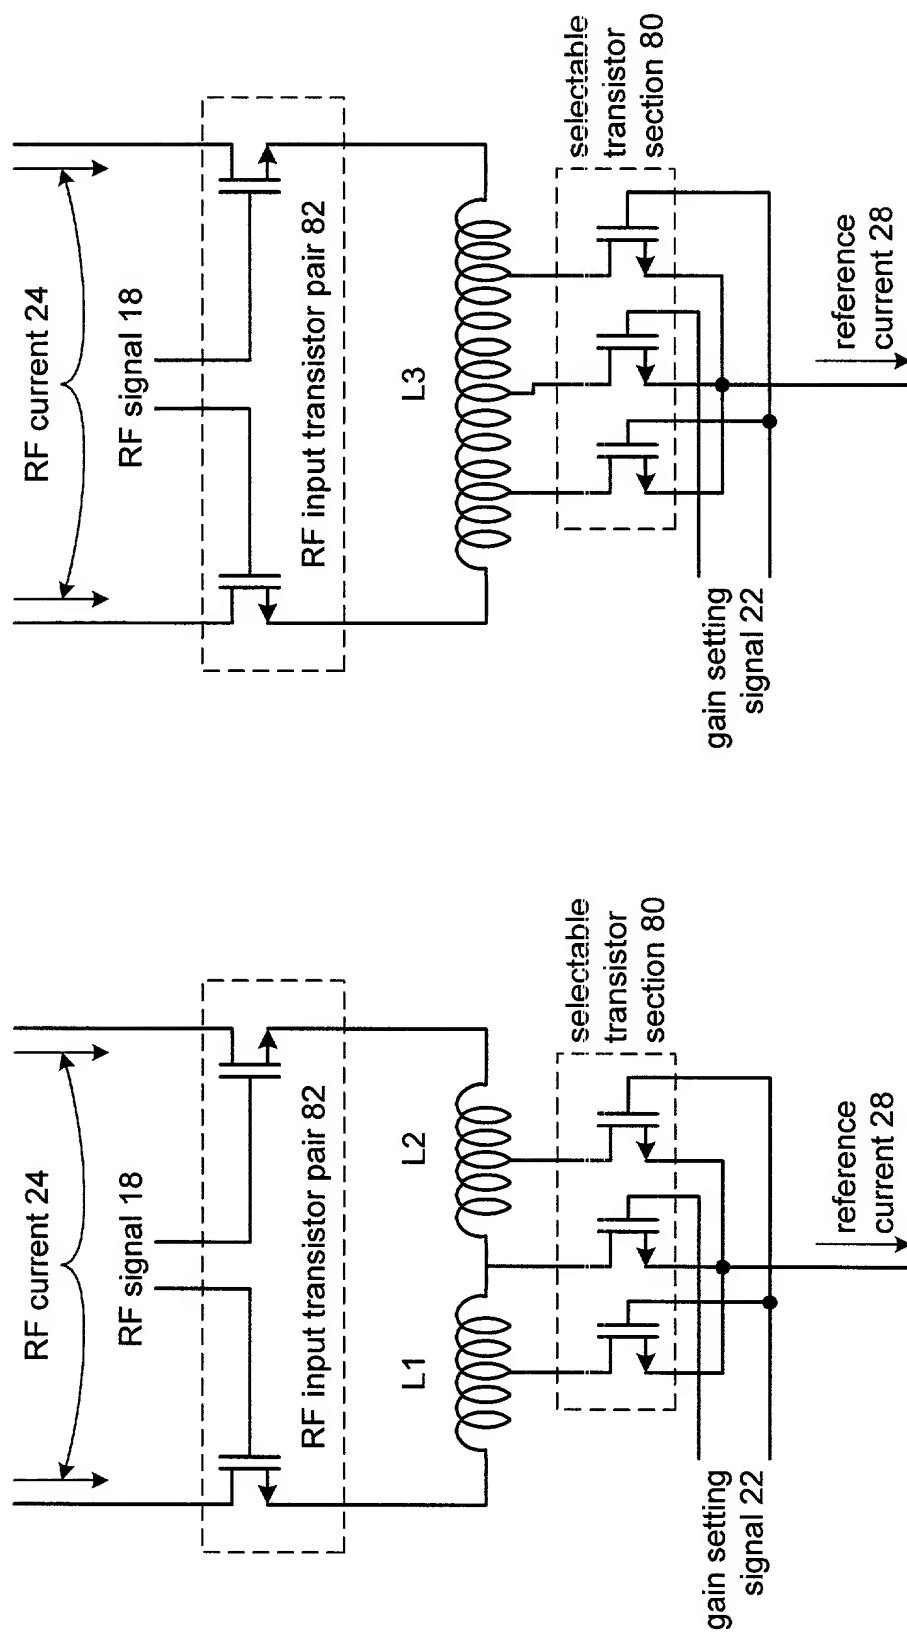 RF current 24
RF signal 18
RF input transistor pair 82
L1
L2
selectable
transistor
section 80
gain setting
signal 22
reference
current 28
RF current 24
RF signal 18
RF input transistor pair 82
L3
selectable
transistor
section 80
gain setting
signal 22
reference
current 28